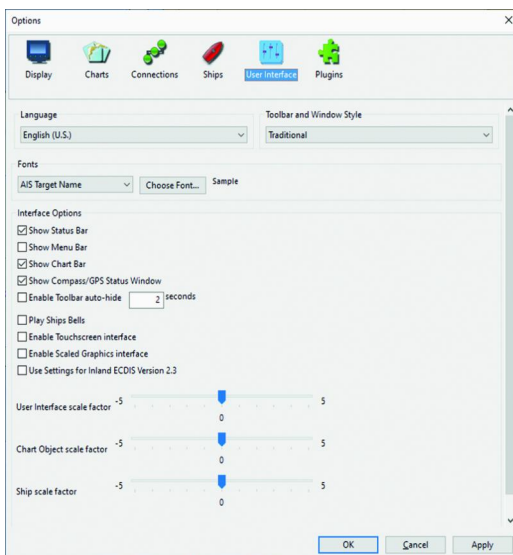 Options
Display Charts Connections Ships User Interface Plugins
Language Toolbar and Window Style
English (U.S.) Traditional
Fonts
AIS Target Name Choose Font... Sample
Interface Options
Show Status Bar
Show Menu Bar
Show Chart Bar
Show Compass/GPS Status Window
Enable Toolbar auto-hide 2 seconds
Play Ships Bells
Enable Touchscreen interface
Enable Scaled Graphics interface
Use Settings for Inland ECDIS Version 2.3
User Interface scale factor -5 5
0
Chart Object scale factor -5 5
0
Ship scale factor -5 5
0
OK Cancel Apply